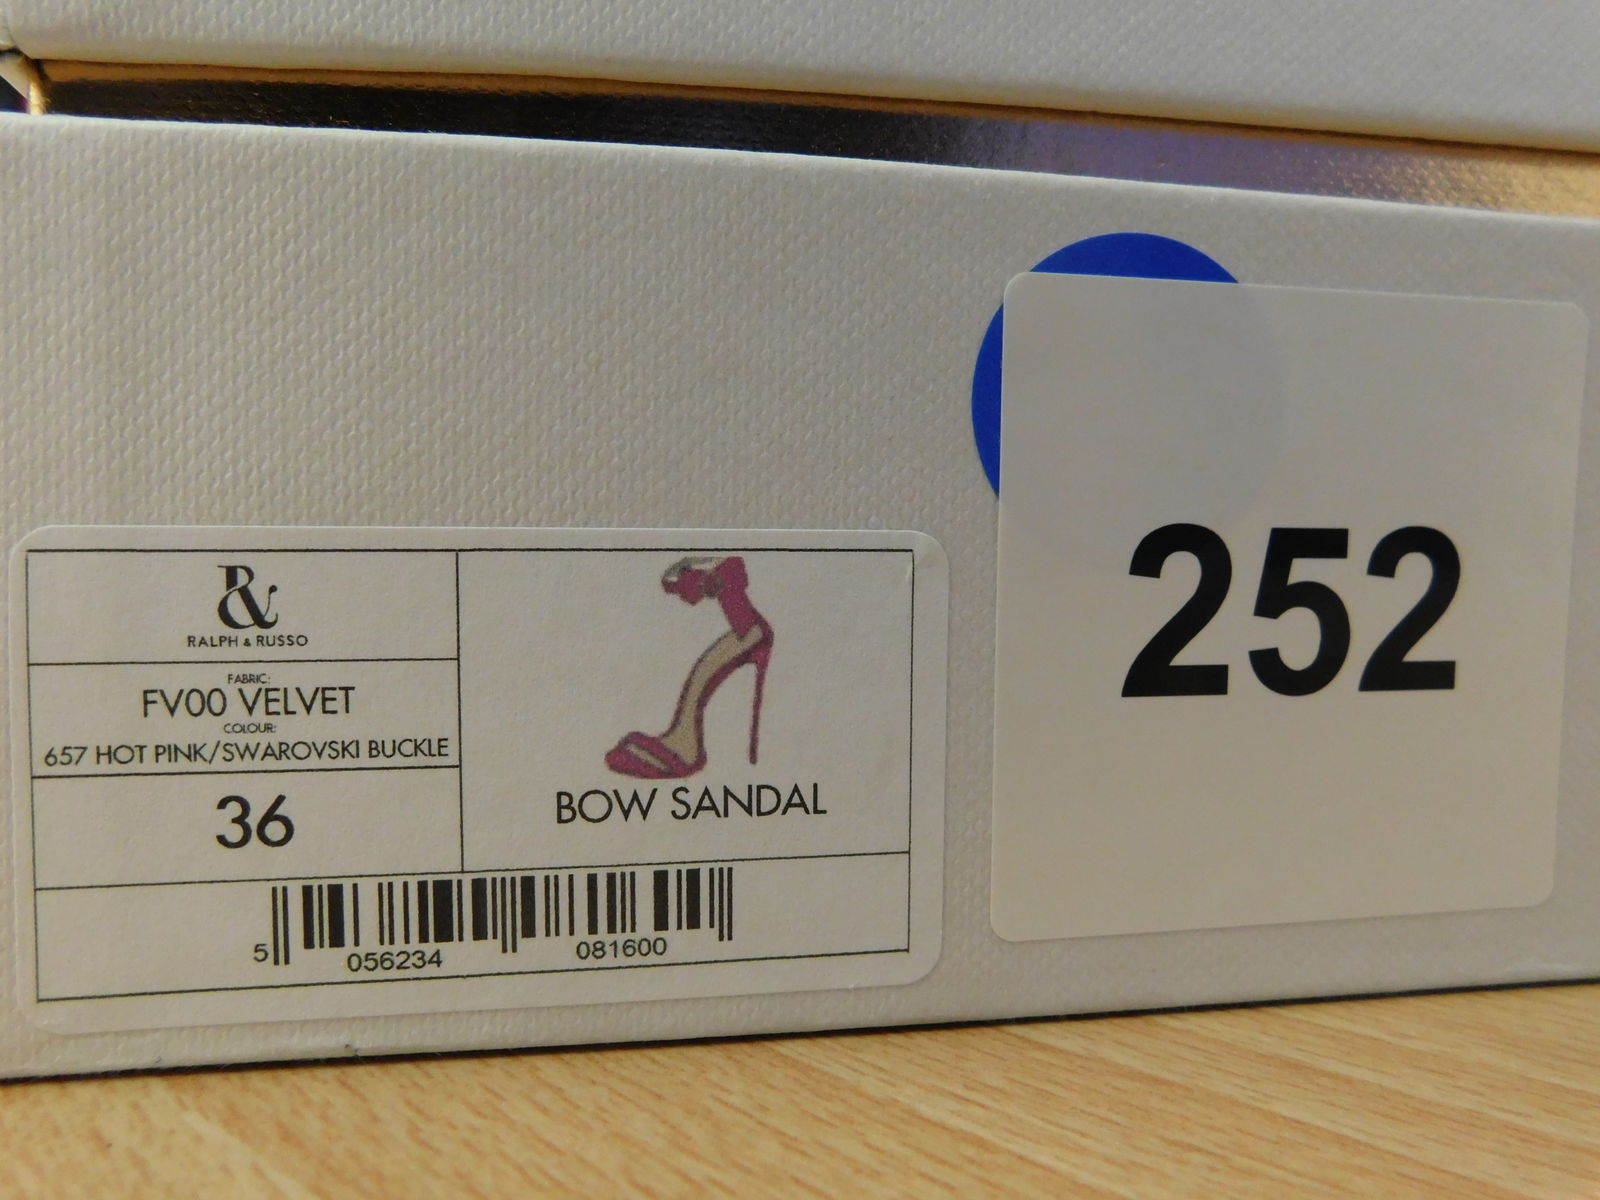 R&
RALPH & RUSSO
FABRIC:
FV00 VELVET
COLOUR:
657 HOT PINK/SWAROVSKI BUCKLE
36
BOW SANDAL
5 056234 081600
252